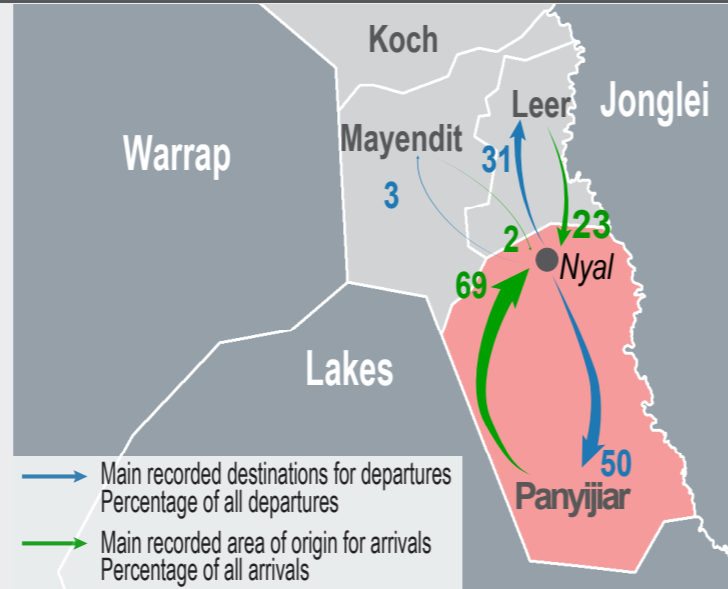 Koch
Leer
Jonglei
Warrap
Mayendit
31
3
23
2
Nyal
69
Lakes
50
Panyijiar
Main recorded destinations for departures
Percentage of all departures
Main recorded area of origin for arrivals
Percentage of all arrivals